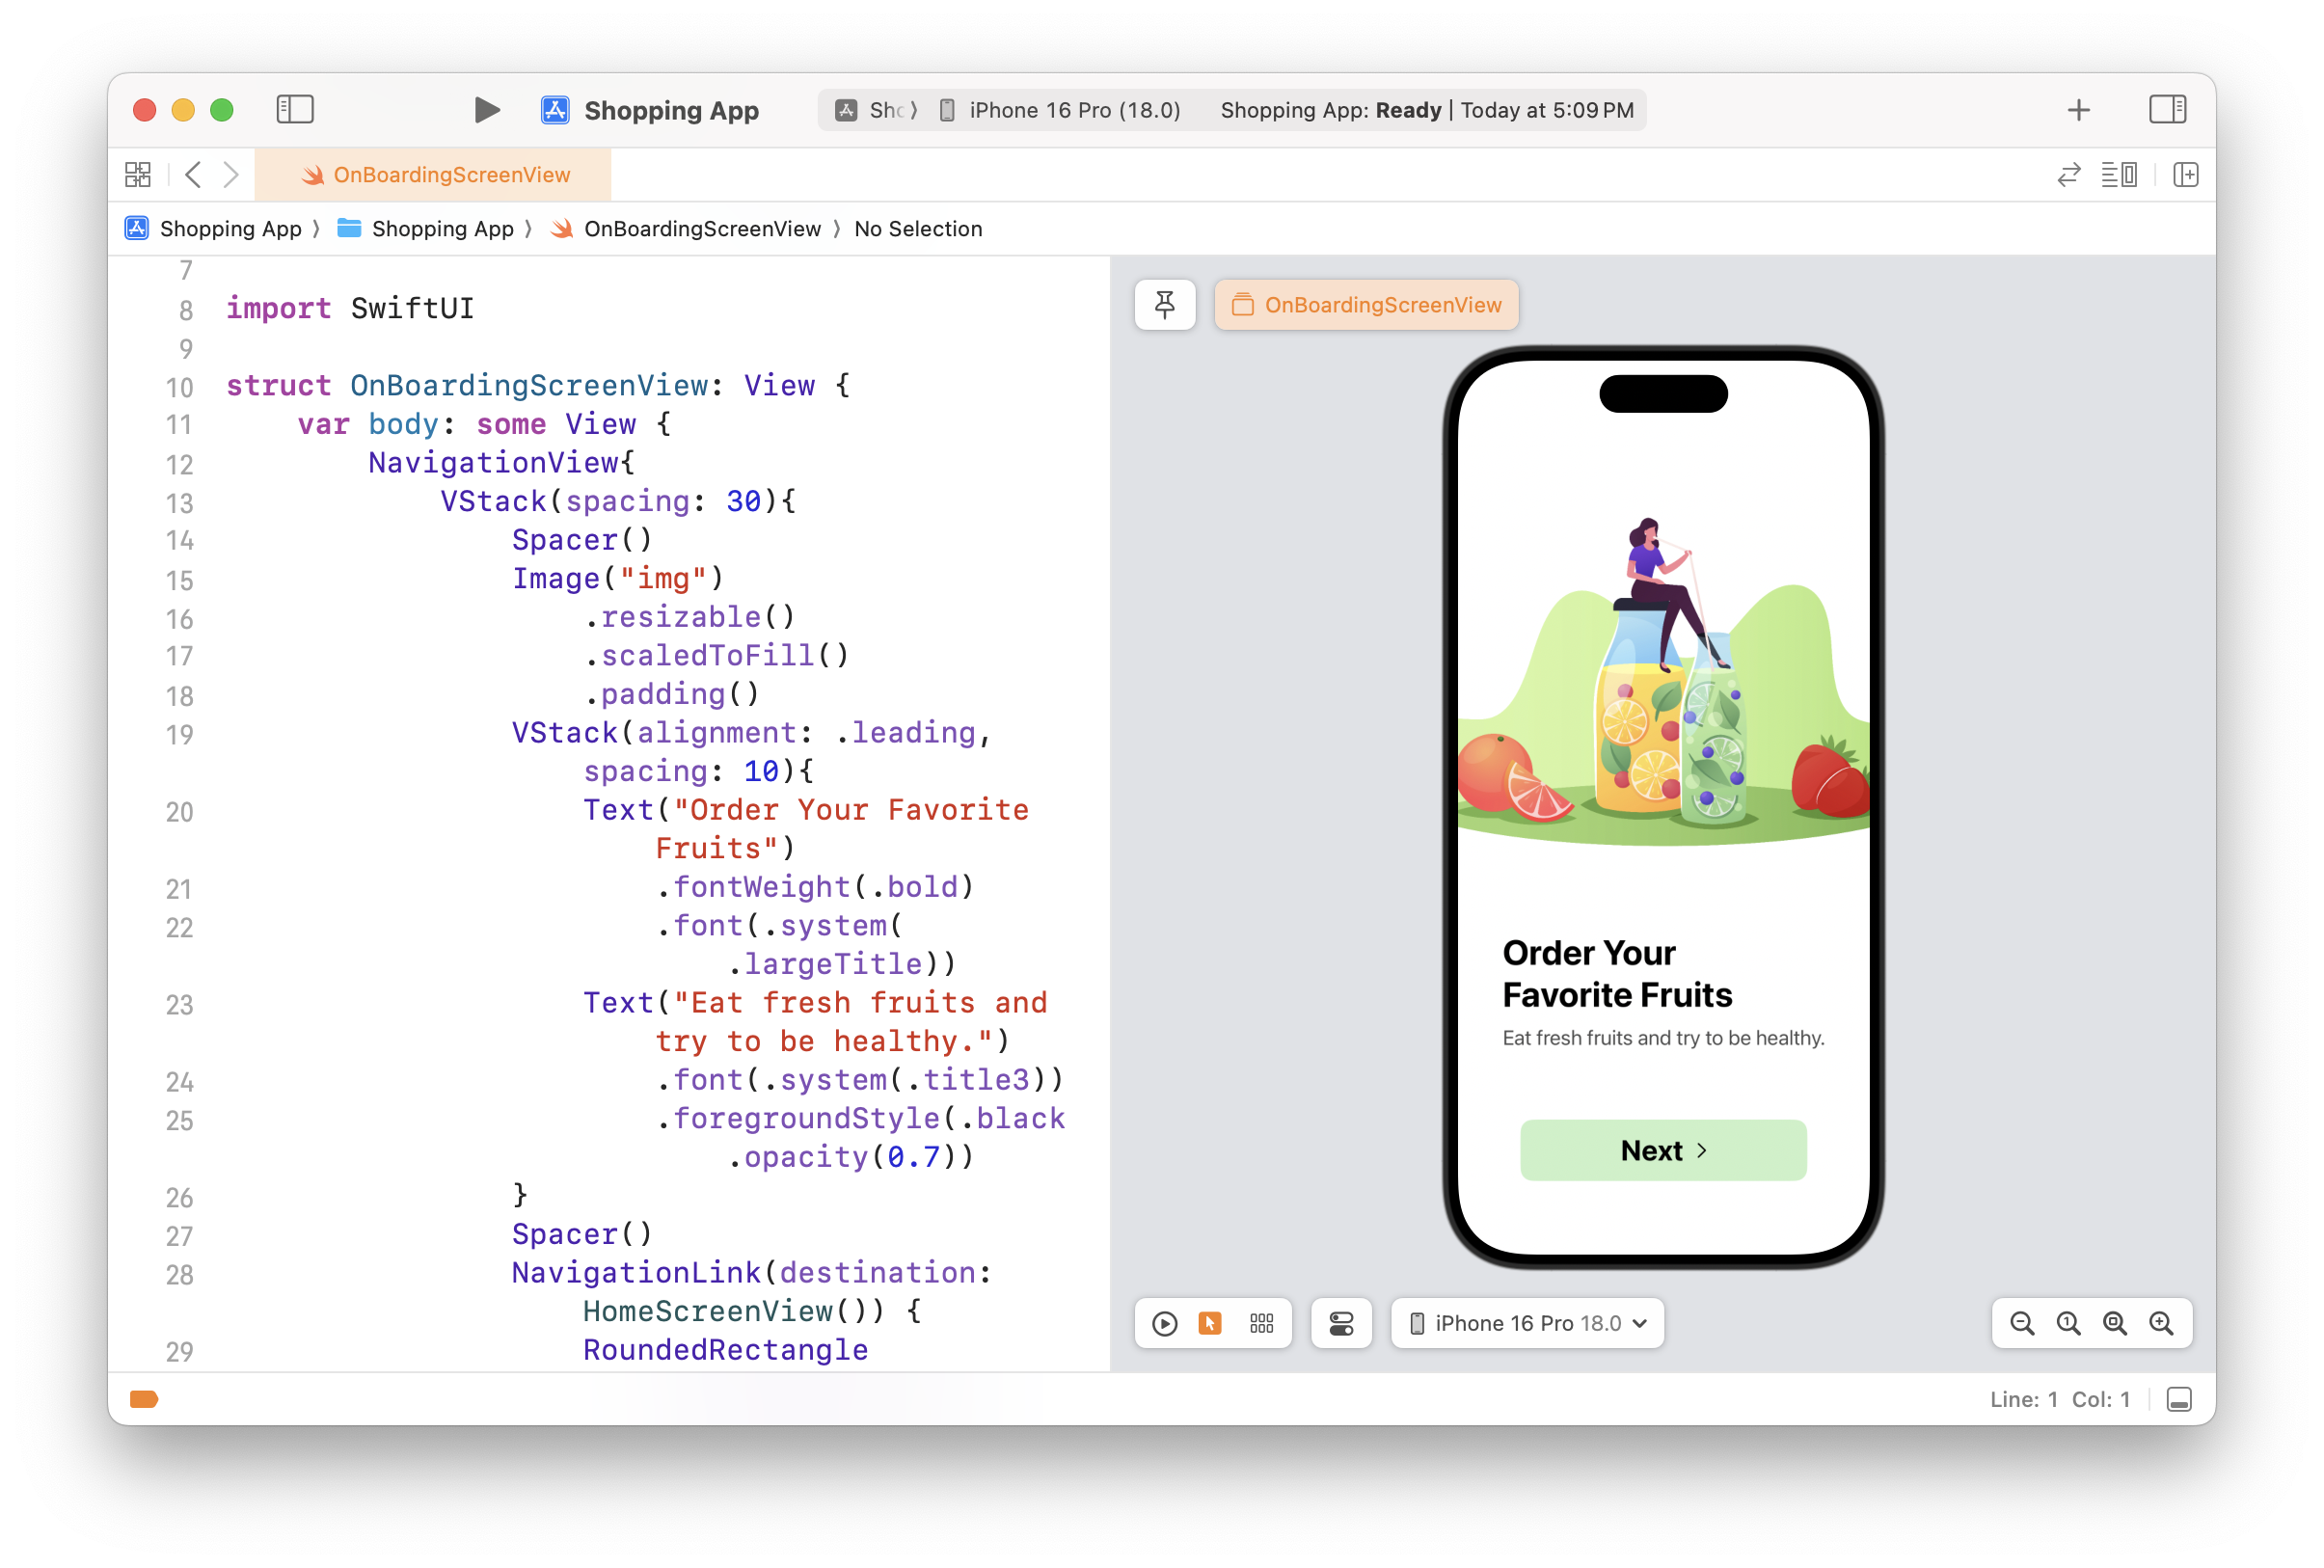 Shopping App
Sho iPhone 16 Pro (18.0) Shopping App: Ready | Today at 5:09 PM
OnBoardingScreenView
Shopping App 〉 Shopping App 〉 OnBoardingScreenView 〉 No Selection
7
8 import SwiftUI
9
10 struct OnBoardingScreenView: View {
11 var body: some View {
12 NavigationView{
13 VStack(spacing: 30){
14 Spacer()
15 Image("img")
16 .resizable()
17 .scaledToFill()
18 .padding()
19 VStack(alignment: .leading,
spacing: 10){
20 Text("Order Your Favorite
Fruits")
21 .fontWeight(.bold)
22 .font(.system(
.largeTitle))
23 Text("Eat fresh fruits and
try to be healthy.")
24 .font(.system(.title3))
25 .foregroundStyle(.black
.opacity(0.7))
26 }
27 Spacer()
28 NavigationLink(destination:
HomeScreenView()) {
29 RoundedRectangle
OnBoardingScreenView
Order Your
Favorite Fruits
Eat fresh fruits and try to be healthy.
Next >
iPhone 16 Pro 18.0
Line: 1 Col: 1